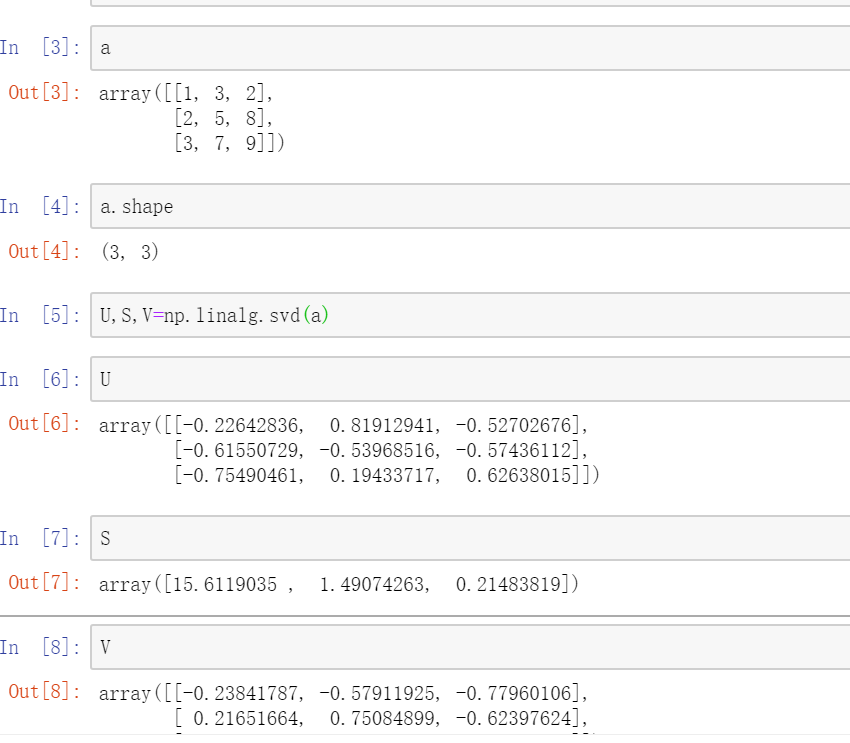 In [3]: a
Out[3]: array([[1, 3, 2],
[2, 5, 8],
[3, 7, 9]])
In [4]: a.shape
Out[4]: (3, 3)
In [5]: U,S,V=np.linalg.svd(a)
In [6]: U
Out[6]: array([[-0.22642836, 0.81912941, -0.52702676],
[-0.61550729, -0.53968516, -0.57436112],
[-0.75490461, 0.19433717, 0.62638015]])
In [7]: S
Out[7]: array([15.6119035 , 1.49074263, 0.21483819])
In [8]: V
Out[8]: array([[-0.23841787, -0.57911925, -0.77960106],
[ 0.21651664, 0.75084899, -0.62397624],